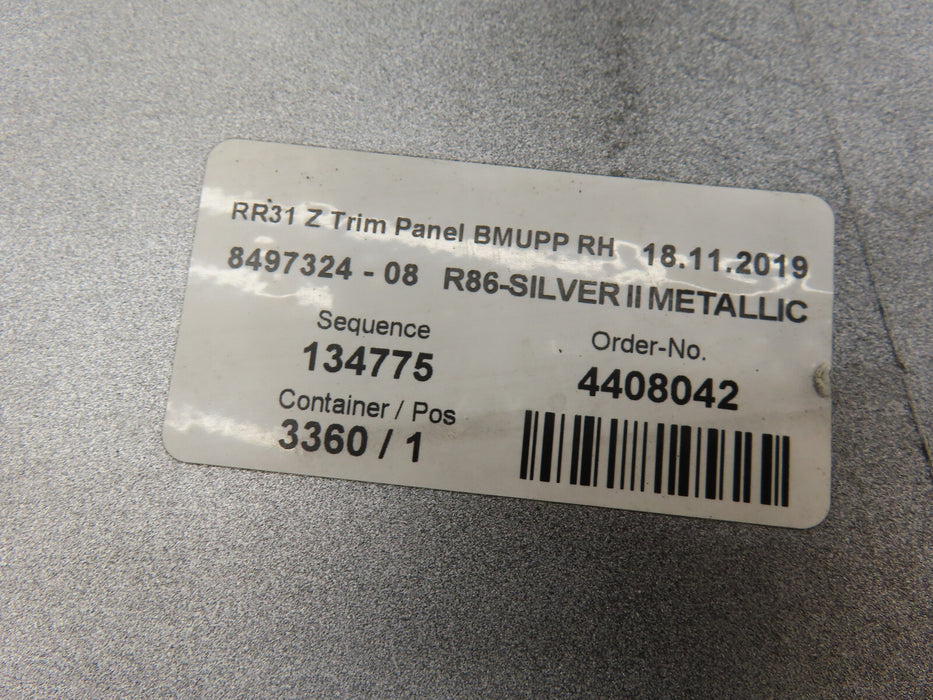 RR31 Z Trim Panel BMUPP RH 18.11.2019
8497324 - 08 R86-SILVER II METALLIC
Sequence
134775
Order-No.
4408042
Container / Pos
3360 / 1